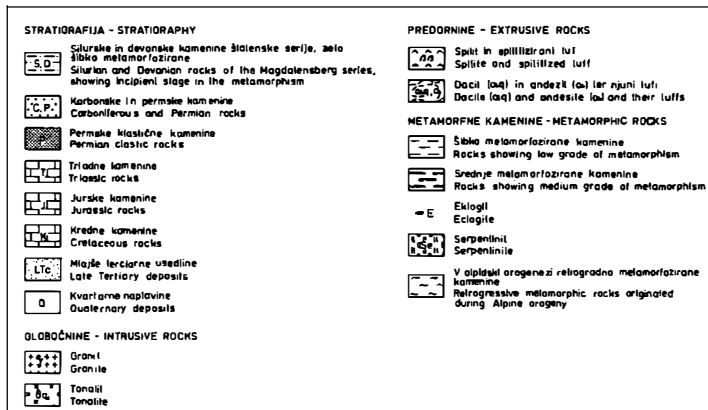 STRATIGRAFIJA - STRATIGRAPHY
S,D
Silurske in devonske kamenine štalenske serije, zelo
šibko metamorfozirane
Silurian and Devonian rocks of the Magdalensberg series,
showing incipient stage in the metamorphism
C,P
Karbonske in permske kamenine
Carboniferous and Permian rocks
P
Permske klastične kamenine
Permian clastic rocks
T
Triadne kamenine
Triassic rocks
J
Jurske kamenine
Jurassic rocks
K
Kredne kamenine
Cretaceous rocks
LTc
Mlajše terciarne usedline
Late Tertiary deposits
Q
Kvartarne naplavine
Quaternary deposits
GLOBOČNINE - INTRUSIVE ROCKS
Granit
Granite
Tonalit
Tonalite
PREDORNINE - EXTRUSIVE ROCKS
Spilit in spilitizirani tuf
Spilite and spilitized tuff
Dacit (αq) in andezit (α) ter njuni tufi
Dacite (αq) and andesite (α) and their tuffs
METAMORFNE KAMENINE - METAMORPHIC ROCKS
Šibko metamorfozirane kamenine
Rocks showing low grade of metamorphism
Srednje metamorfozirane kamenine
Rocks showing medium grade of metamorphism
E
Eklogit
Eclogite
Se
Serpentinit
Serpentinite
V alpidski orogenezi retrogradno metamorfozirane
kamenine
Retrogressive metamorphic rocks originated
during Alpine orogeny